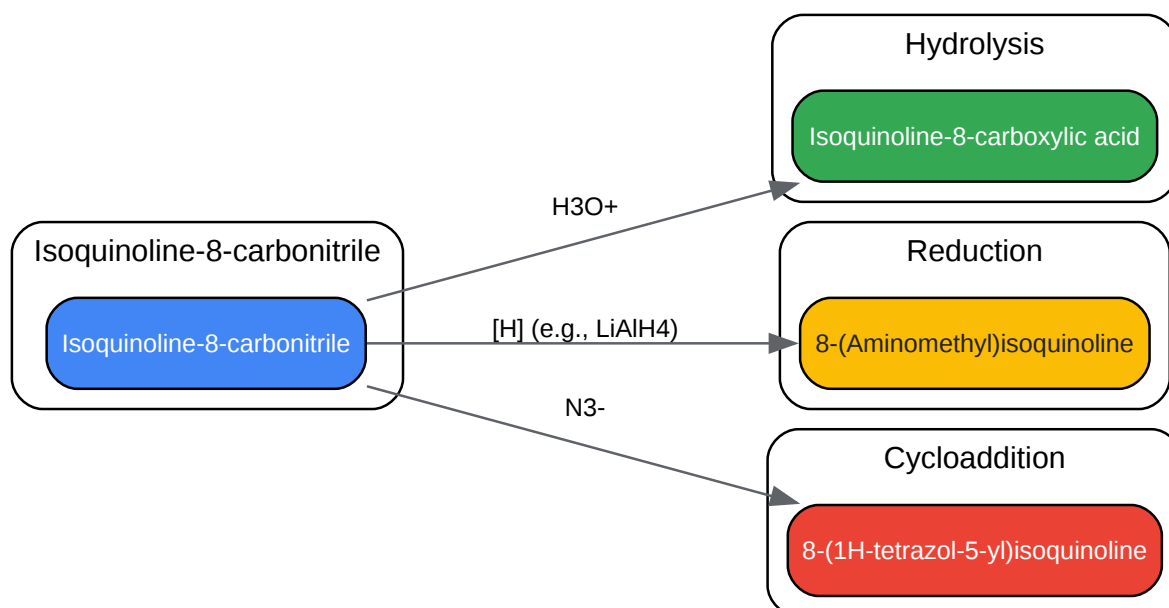 Hydrolysis
Isoquinoline-8-carboxylic acid
H3O+
Isoquinoline-8-carbonitrile
Isoquinoline-8-carbonitrile
[H] (e.g., LiAlH4)
Reduction
8-(Aminomethyl)isoquinoline
N3-
Cycloaddition
8-(1H-tetrazol-5-yl)isoquinoline